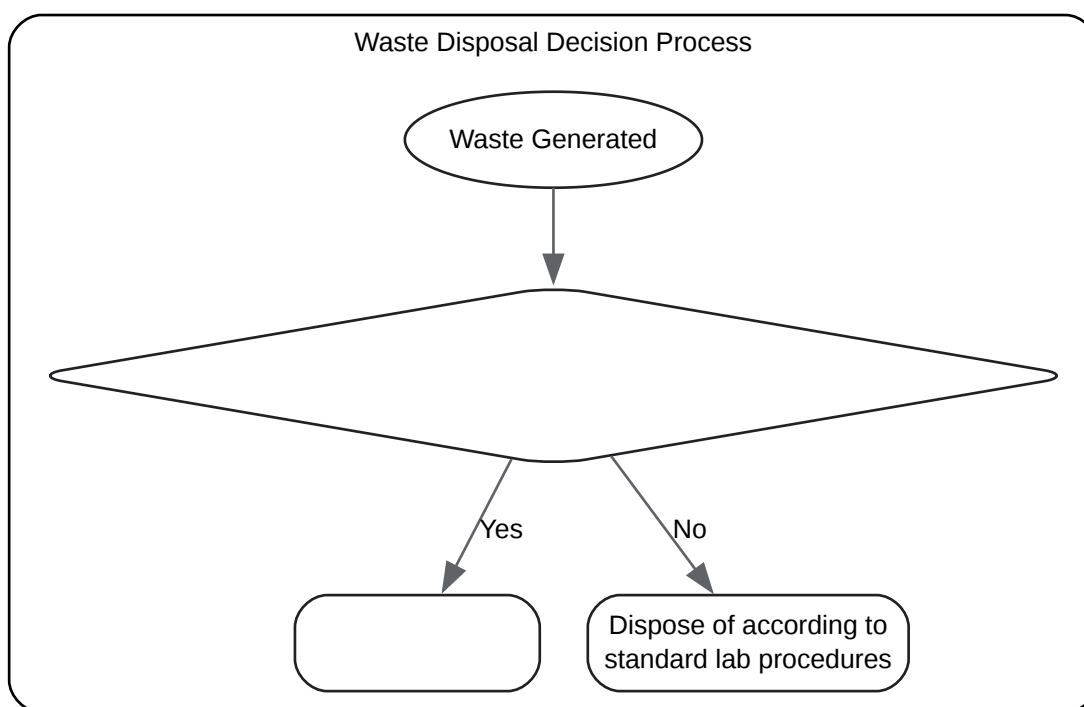 Waste Disposal Decision Process
Waste Generated
Yes
No
Dispose of according to
standard lab procedures